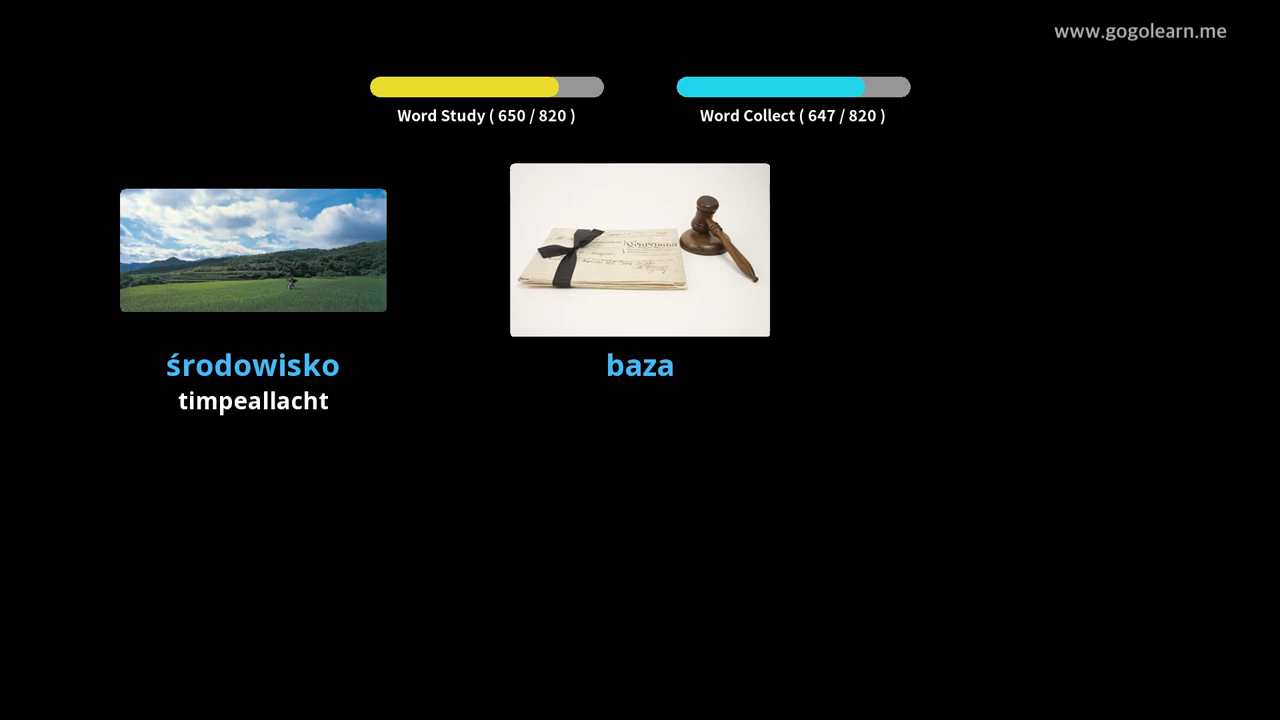 www.gogolearn.me
Word Study ( 650 / 820 )
Word Collect ( 647 / 820 )
środowisko
timpeallacht
baza